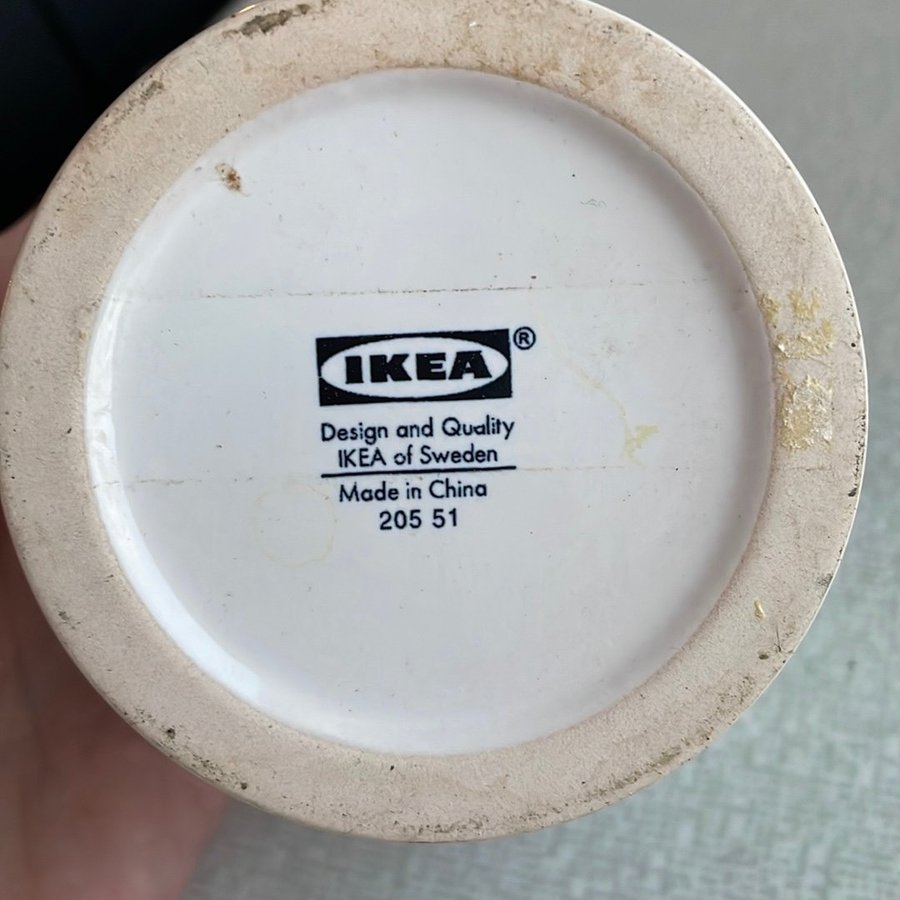 IKEA®
Design and Quality
IKEA of Sweden
Made in China
205 51